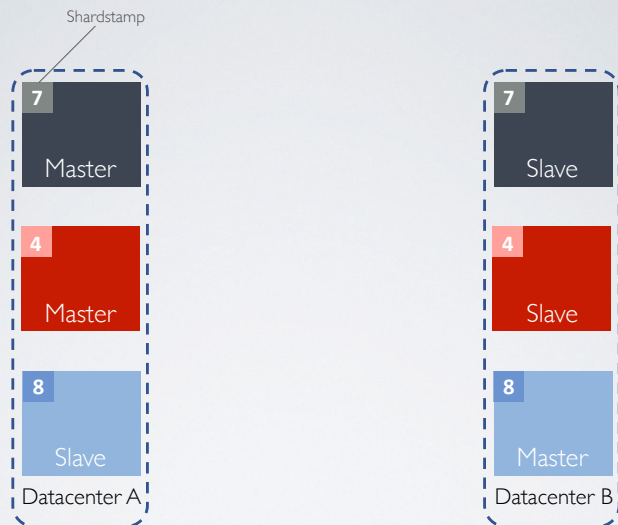 Shardstamp
7
Master
4
Master
8
Slave
Datacenter A
7
Slave
4
Slave
8
Master
Datacenter B